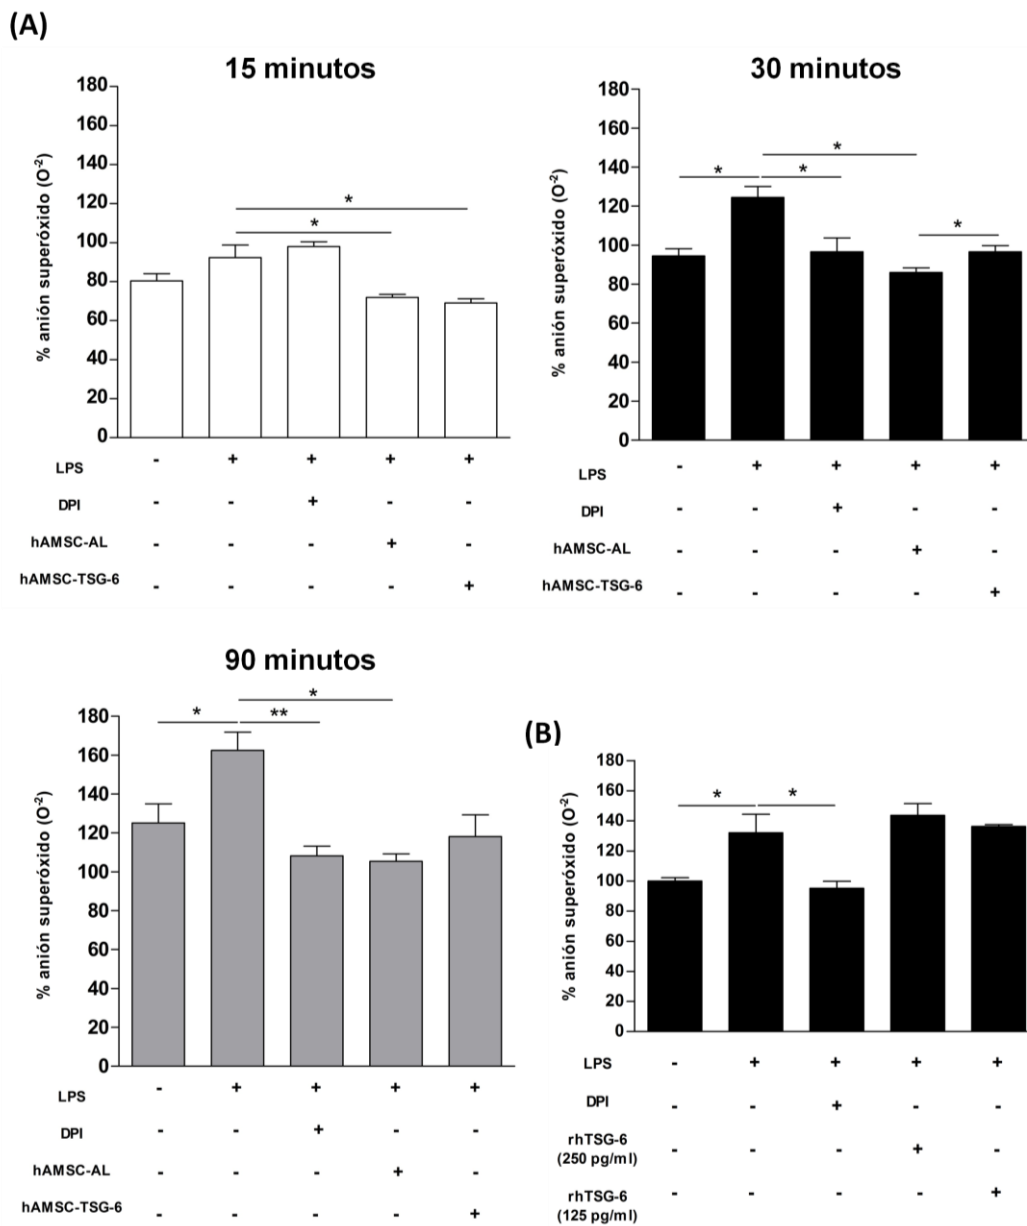 (A)
15 minutos
% anión superóxido (O⁻²)
180
160
140
120
100
80
60
40
20
0
*
*
LPS - + + + +
DPI - - + - -
hAMSC-AL - - - + -
hAMSC-TSG-6 - - - - +
30 minutos
% anión superóxido (O⁻²)
180
160
140
120
100
80
60
40
20
0
*
* *
*
LPS - + + + +
DPI - - + - -
hAMSC-AL - - - + -
hAMSC-TSG-6 - - - - +
90 minutos
% anión superóxido (O⁻²)
180
160
140
120
100
80
60
40
20
0
*
* **
LPS - + + + +
DPI - - + - -
hAMSC-AL - - - + -
hAMSC-TSG-6 - - - - +
(B)
% anión superóxido (O⁻²)
180
160
140
120
100
80
60
40
20
0
* *
LPS - + + + +
DPI - - + - -
rhTSG-6
(250 pg/ml) - - - + -
rhTSG-6
(125 pg/ml) - - - - +